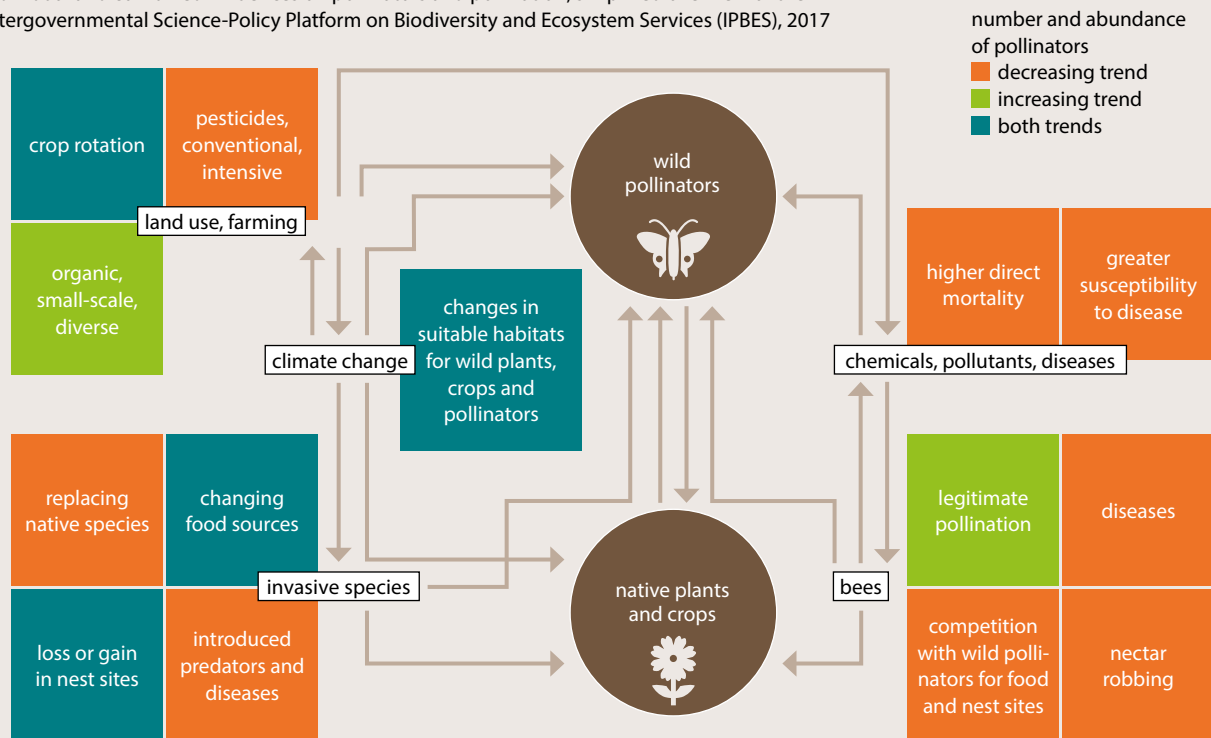 tergovernmental Science-Policy Platform on Biodiversity and Ecosystem Services (IPBES), 2017
number and abundance
of pollinators
decreasing trend
increasing trend
both trends
crop rotation
pesticides,
conventional,
intensive
land use, farming
organic,
small-scale,
diverse
wild
pollinators
changes in
suitable habitats
for wild plants,
crops and
pollinators
climate change
higher direct
mortality
greater
susceptibility
to disease
chemicals, pollutants, diseases
replacing
native species
changing
food sources
invasive species
loss or gain
in nest sites
introduced
predators and
diseases
native plants
and crops
bees
legitimate
pollination
diseases
competition
with wild polli-
nators for food
and nest sites
nectar
robbing